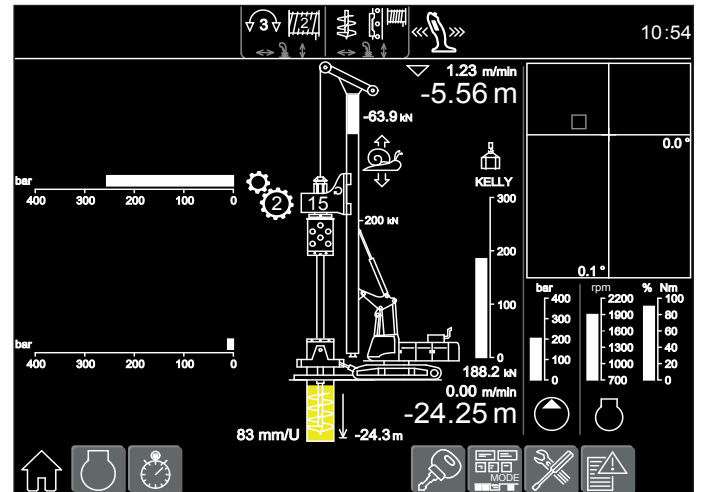 3 2 10:54
1.23 m/min
-5.56 m
-63.9 kN
0.0 °
KELLY
bar
400 300 200 100 0
2 15
300
200 kN
200
0.1 °
bar rpm % Nm
400 2200 100
300 1900 80
100 1600 60
200 1300 40
100 1000 20
0 700 0
bar
400 300 200 100 0
0
188.2 kN
0.00 m/min
-24.25 m
83 mm/U -24.3 m
MODE